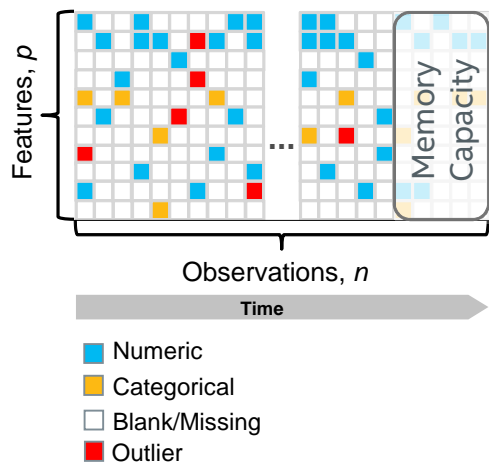 Features, p
...
Memory
Capacity
Observations, n
Time
Numeric
Categorical
Blank/Missing
Outlier